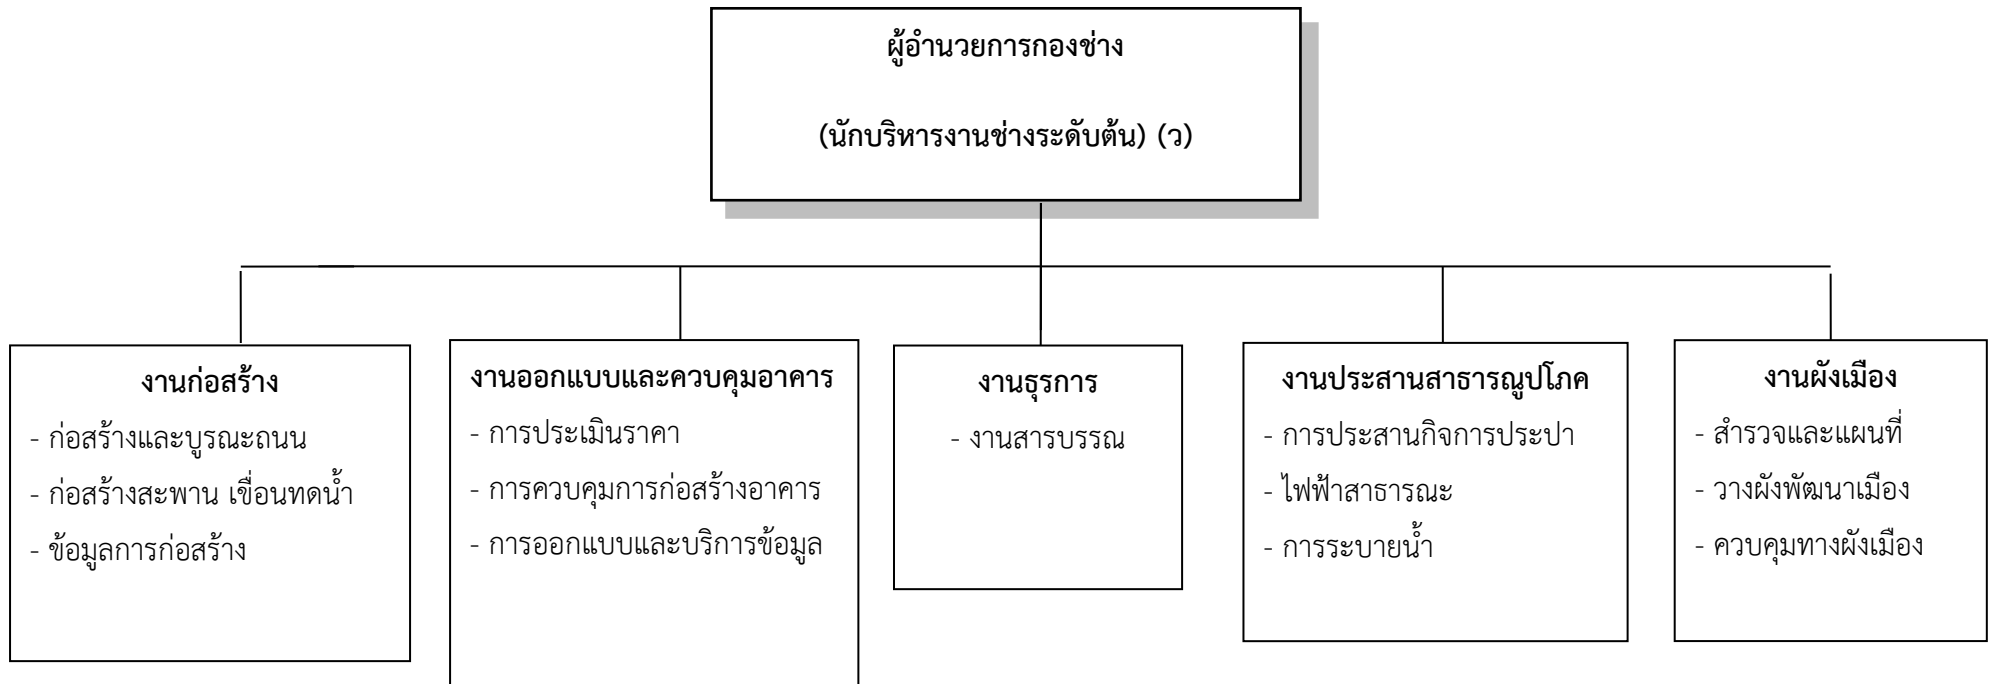 ผู้อำนวยการกองช่าง
(นักบริหารงานช่างระดับต้น) (ว)
งานก่อสร้าง
- ก่อสร้างและบูรณะถนน
- ก่อสร้างสะพาน เขื่อนทดน้ำ
- ข้อมูลการก่อสร้าง
งานออกแบบและควบคุมอาคาร
- การประเมินราคา
- การควบคุมการก่อสร้างอาคาร
- การออกแบบและบริการข้อมูล
งานธุรการ
- งานสารบรรณ
งานประสานสาธารณูปโภค
- การประสานกิจการประปา
- ไฟฟ้าสาธารณะ
- การระบายน้ำ
งานผังเมือง
- สำรวจและแผนที่
- วางผังพัฒนาเมือง
- ควบคุมทางผังเมือง